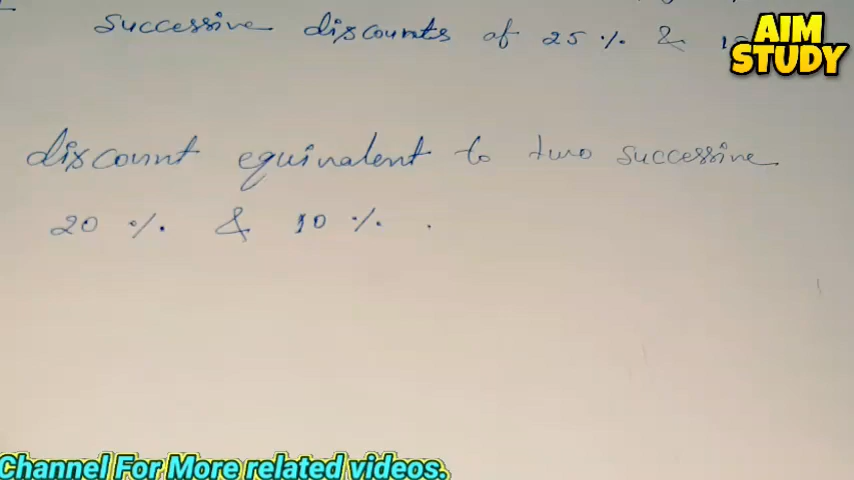 successive discounts of 25 % &
AIM
STUDY
discount equivalent to two successive
20 % & 10 % .
Channel For More related videos.